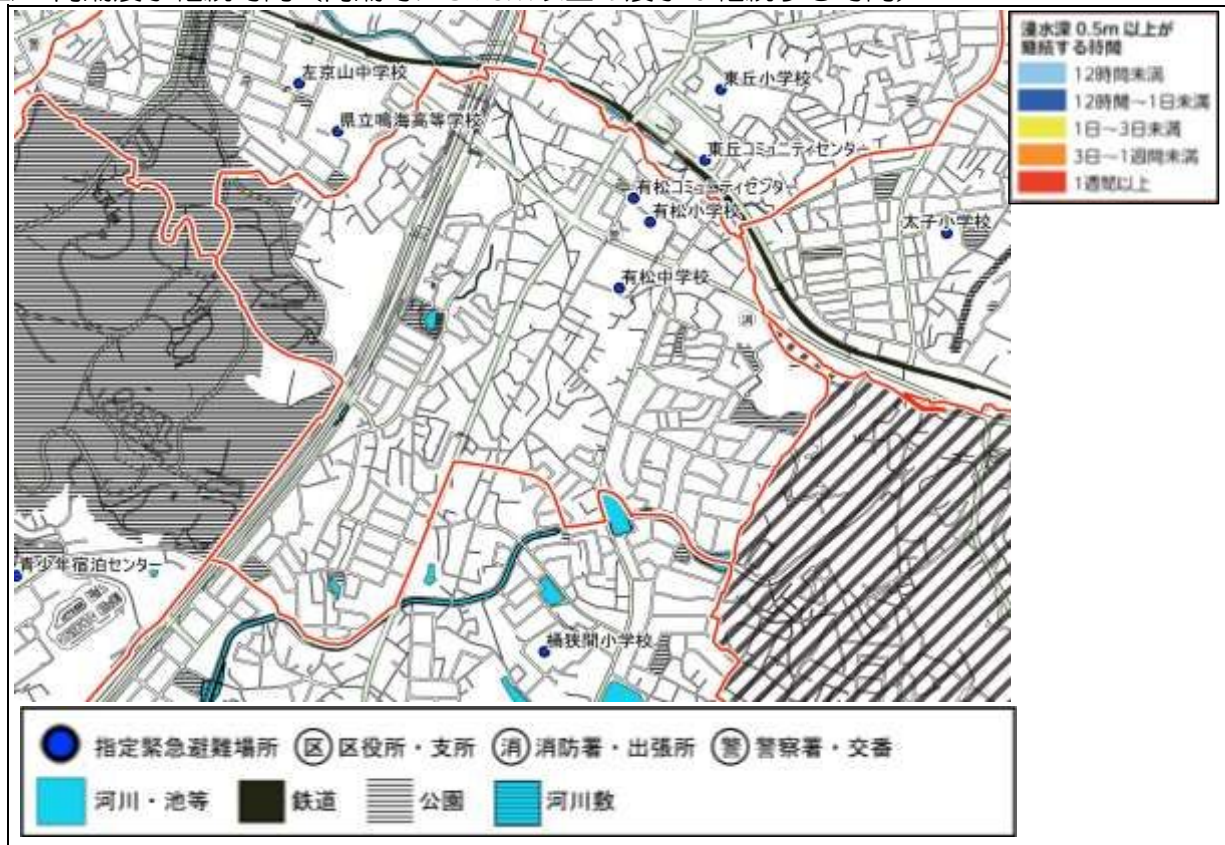 浸水深 0.5m 以上が
継続する時間
12時間未満
12時間～1日未満
1日～3日未満
3日～1週間未満
1週間以上
左京山中学校
東丘小学校
県立鳴海高等学校
東丘コミュニティセンター
有松コミュニティセンター
有松小学校
太子小学校
有松中学校
消
青少年宿泊センター
桶狭間小学校
指定緊急避難場所 区 区役所・支所 消 消防署・出張所 警 警察署・交番
河川・池等 鉄道 公園 河川敷